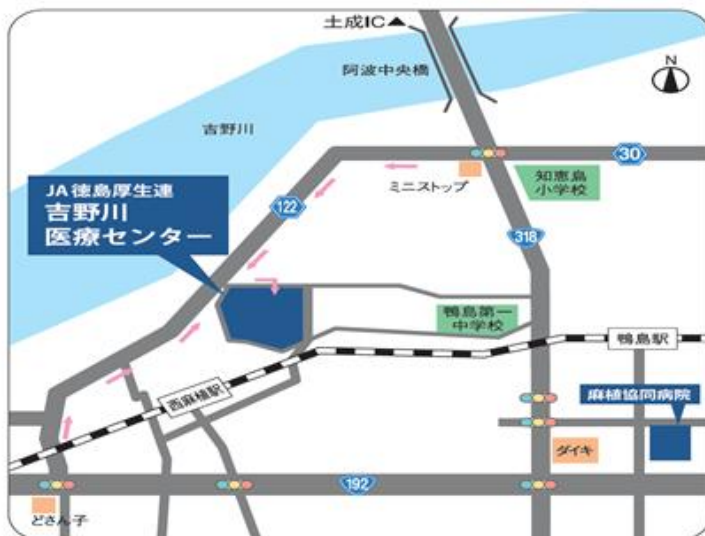 土成IC▲
阿波中央橋
N
吉野川
30
ミニストップ
知恵島
小学校
JA徳島厚生連
吉野川
医療センター
122
318
鴨島第一
中学校
鴨島駅
西麻植駅
麻植協同病院
ダイキ
192
どさん子